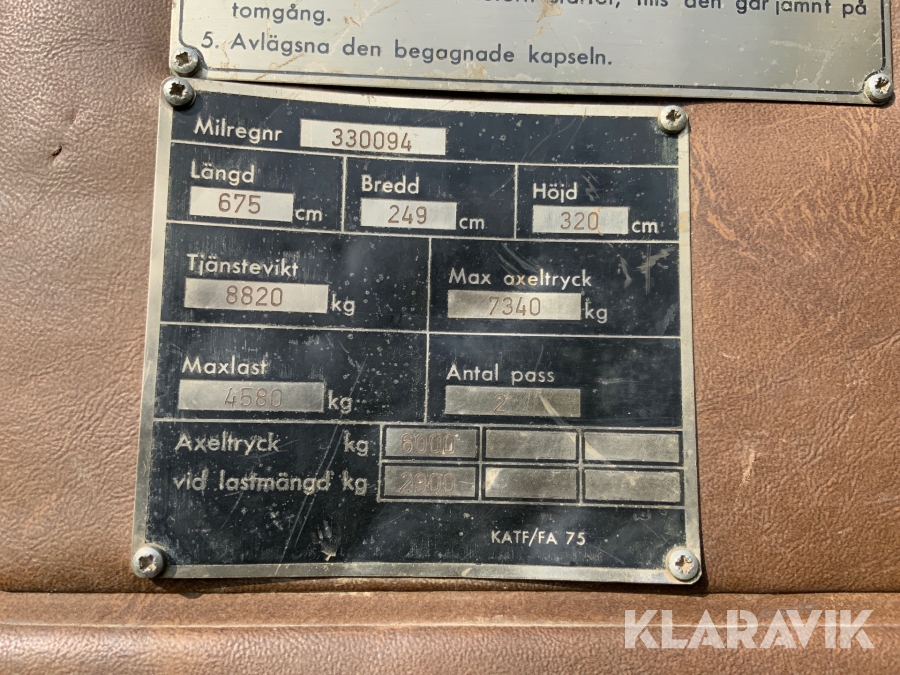 tomgång.
5. Avlägsna den begagnade kapseln.
Milregnr 330094
Längd 675 cm
Bredd 249 cm
Höjd 320 cm
Tjänstevikt 8820 kg
Max axeltryck 7340 kg
Maxlast 4580 kg
Antal pass
Axeltryck kg 6000
vid lastmängd kg 2900
KATF/FA 75
KLARAVIK